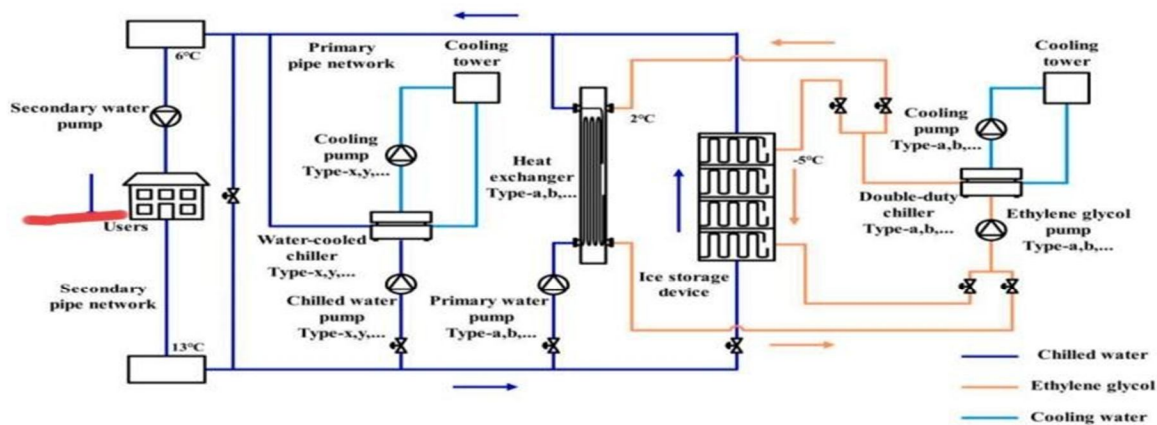 6°C
Primary
pipe network
Cooling
tower
Cooling
tower
Secondary water
pump
Cooling
pump
Type-x,y,...
Heat
exchanger
Type-a,b,...
2°C
-5°C
Cooling
pump
Type-a,b,...
Double-duty
chiller
Type-a,b,...
Ethylene glycol
pump
Type-a,b,...
Users
Water-cooled
chiller
Type-x,y,...
Ice storage
device
Secondary
pipe network
Chilled water
pump
Type-x,y,...
Primary water
pump
Type-a,b,...
13°C
Chilled water
Ethylene glycol
Cooling water